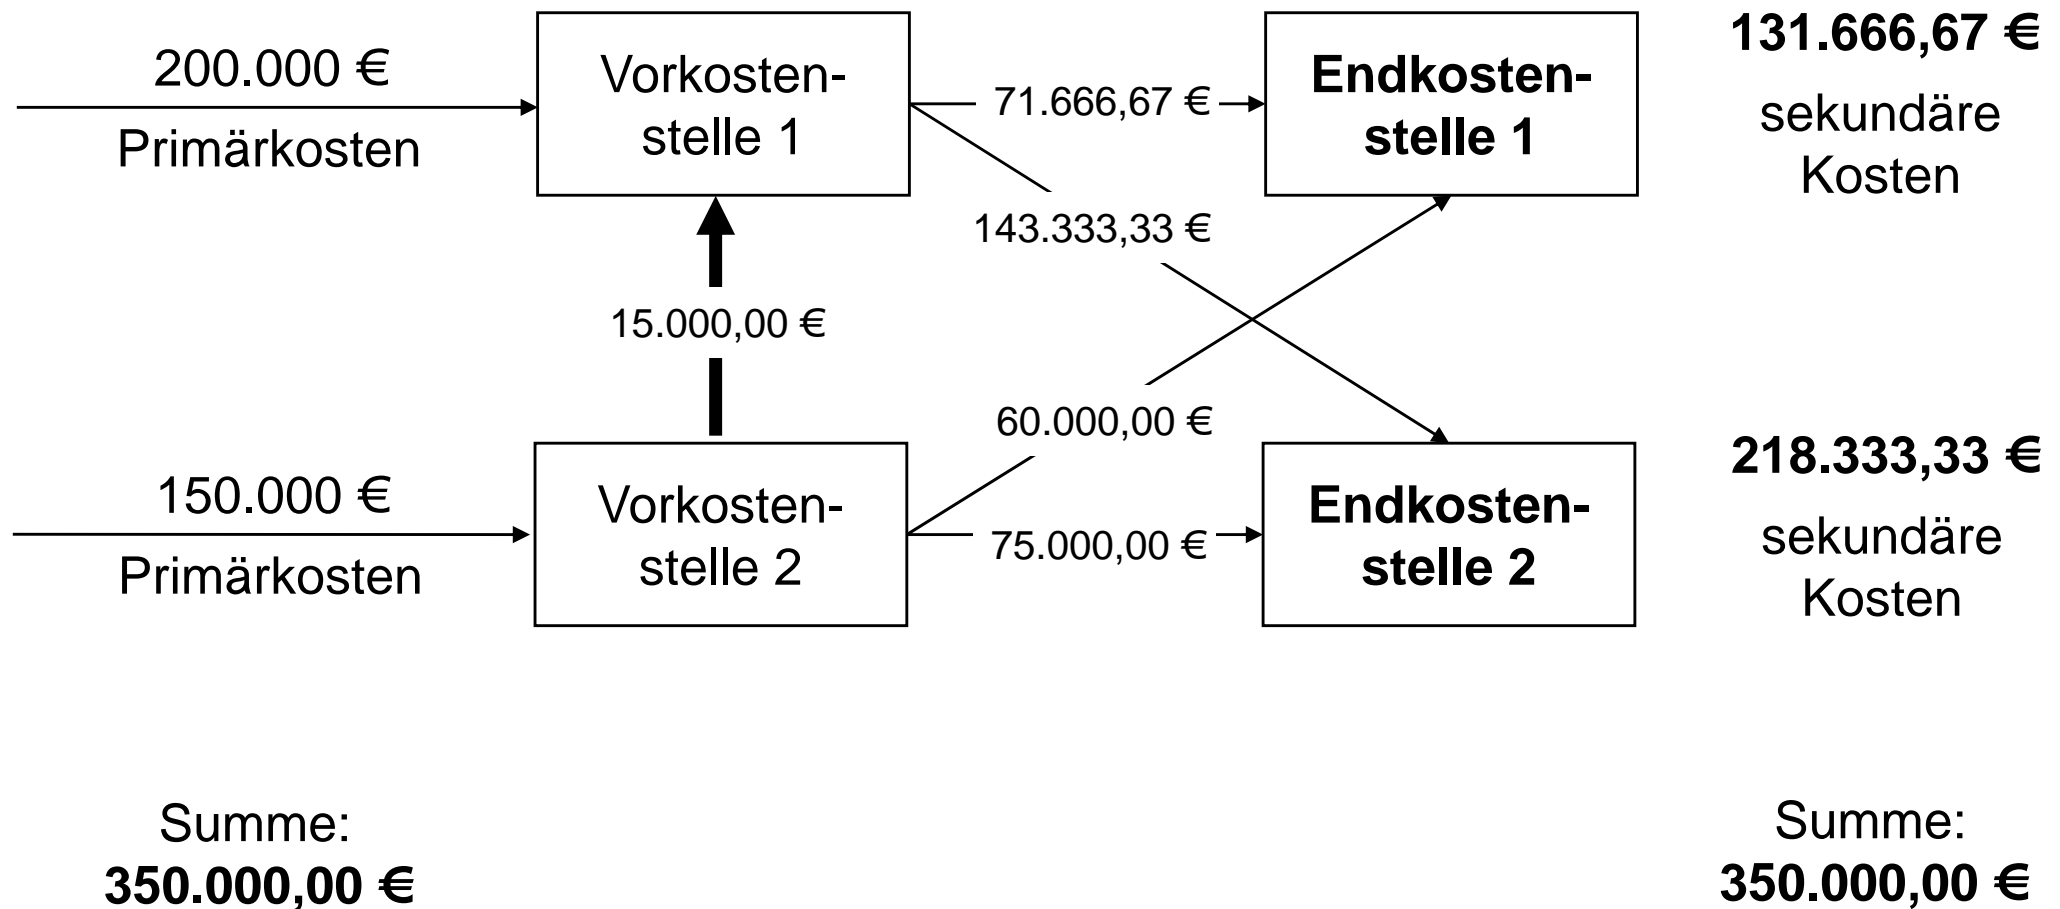 200.000 €
Primärkosten
Vorkosten-
stelle 1
71.666,67 €
Endkosten-
stelle 1
131.666,67 €
sekundäre
Kosten
143.333,33 €
15.000,00 €
60.000,00 €
150.000 €
Primärkosten
Vorkosten-
stelle 2
75.000,00 €
Endkosten-
stelle 2
218.333,33 €
sekundäre
Kosten
Summe:
350.000,00 €
Summe:
350.000,00 €